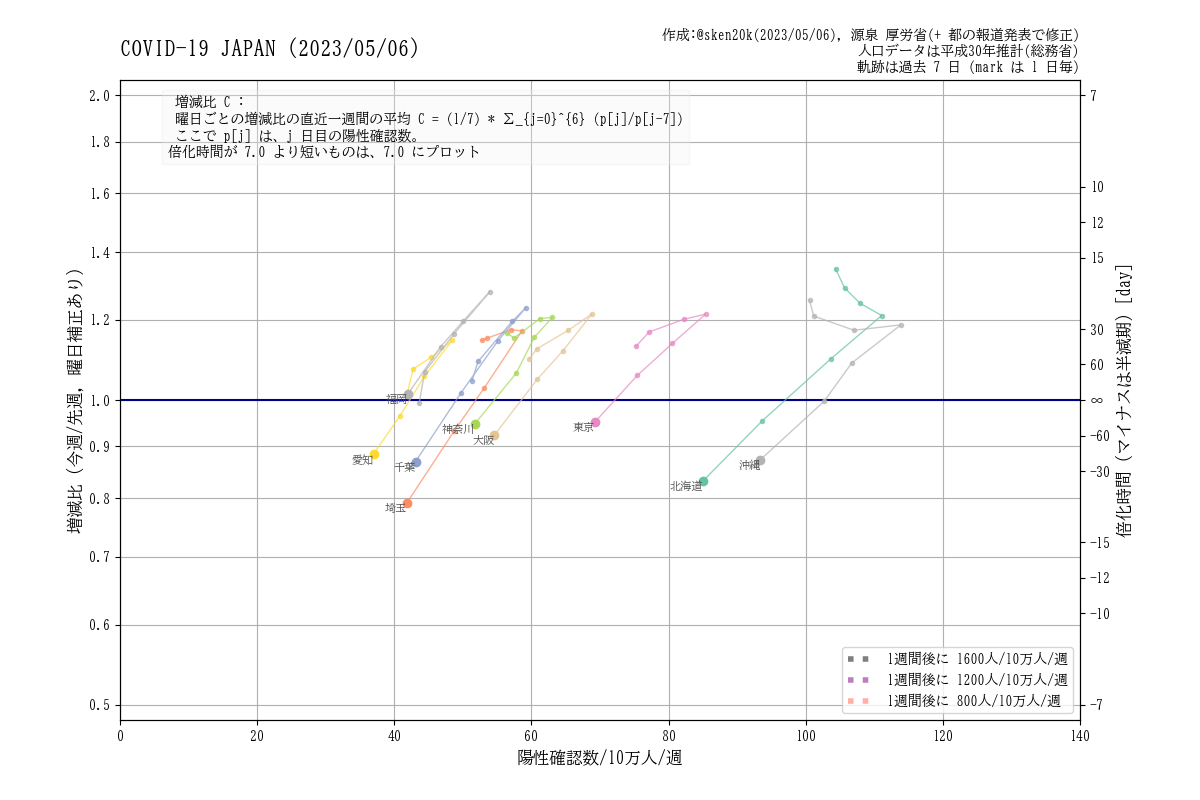 COVID-19 JAPAN (2023/05/06)
作成:@sken20k(2023/05/06), 源泉 厚労省(+ 都の報道発表で修正)
人口データは平成30年推計(総務省)
軌跡は過去 7 日 (mark は 1 日毎)
増減比 C :
曜日ごとの増減比の直近一週間の平均 C = (1/7) * Σ_{j=0}^{6} (p[j]/p[j-7])
ここで p[j] は、j 日目の陽性確認数。
倍化時間が 7.0 より短いものは、7.0 にプロット
増減比 (今週/先週, 曜日補正あり)
2.0
1.8
1.6
1.4
1.2
1.0
0.9
0.8
0.7
0.6
0.5
福岡
神奈川
大阪
東京
愛知
千葉
沖縄
北海道
埼玉
7
10
12
15
30
60
∞
-60
-30
-15
-12
-10
-7
倍化時間 (マイナスは半減期) [day]
1週間後に 1600人/10万人/週
1週間後に 1200人/10万人/週
1週間後に 800人/10万人/週
0 20 40 60 80 100 120 140
陽性確認数/10万人/週